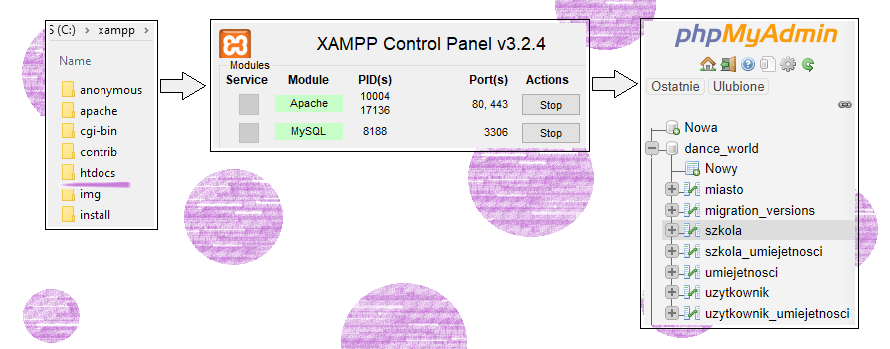 S (C:) > xampp >
Name
anonymous
apache
cgi-bin
contrib
htdocs
img
install
XAMPP Control Panel v3.2.4
Modules
Service Module PID(s) Port(s) Actions
Apache 10004 17136 80, 443 Stop
MySQL 8188 3306 Stop
phpMyAdmin
Ostatnie Ulubione
Nowa
dance_world
Nowy
miasto
migration_versions
szkola
szkola_umiejetnosci
umiejetnosci
uzytkownik
uzytkownik_umiejetnosci